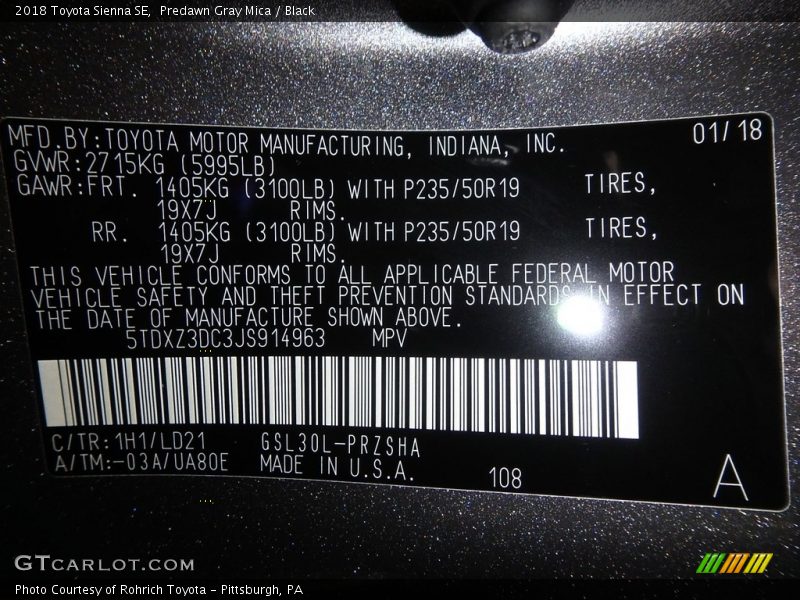 2018 Toyota Sienna SE,  Predawn Gray Mica / Black
MFD.BY:TOYOTA MOTOR MANUFACTURING, INDIANA, INC. 01/18
GVWR:2715KG (5995LB)
GAWR:FRT. 1405KG (3100LB) WITH P235/50R19 TIRES,
19X7J RIMS.
RR. 1405KG (3100LB) WITH P235/50R19 TIRES,
19X7J RIMS.
THIS VEHICLE CONFORMS TO ALL APPLICABLE FEDERAL MOTOR
VEHICLE SAFETY AND THEFT PREVENTION STANDARDS IN EFFECT ON
THE DATE OF MANUFACTURE SHOWN ABOVE.
5TDXZ3DC3JS914963 MPV
C/TR:1H1/LD21 GSL30L-PRZSHA
A/TM:-03A/UA80E MADE IN U.S.A. 108 A
GTCARLOT.COM
Photo Courtesy of Rohrich Toyota - Pittsburgh, PA